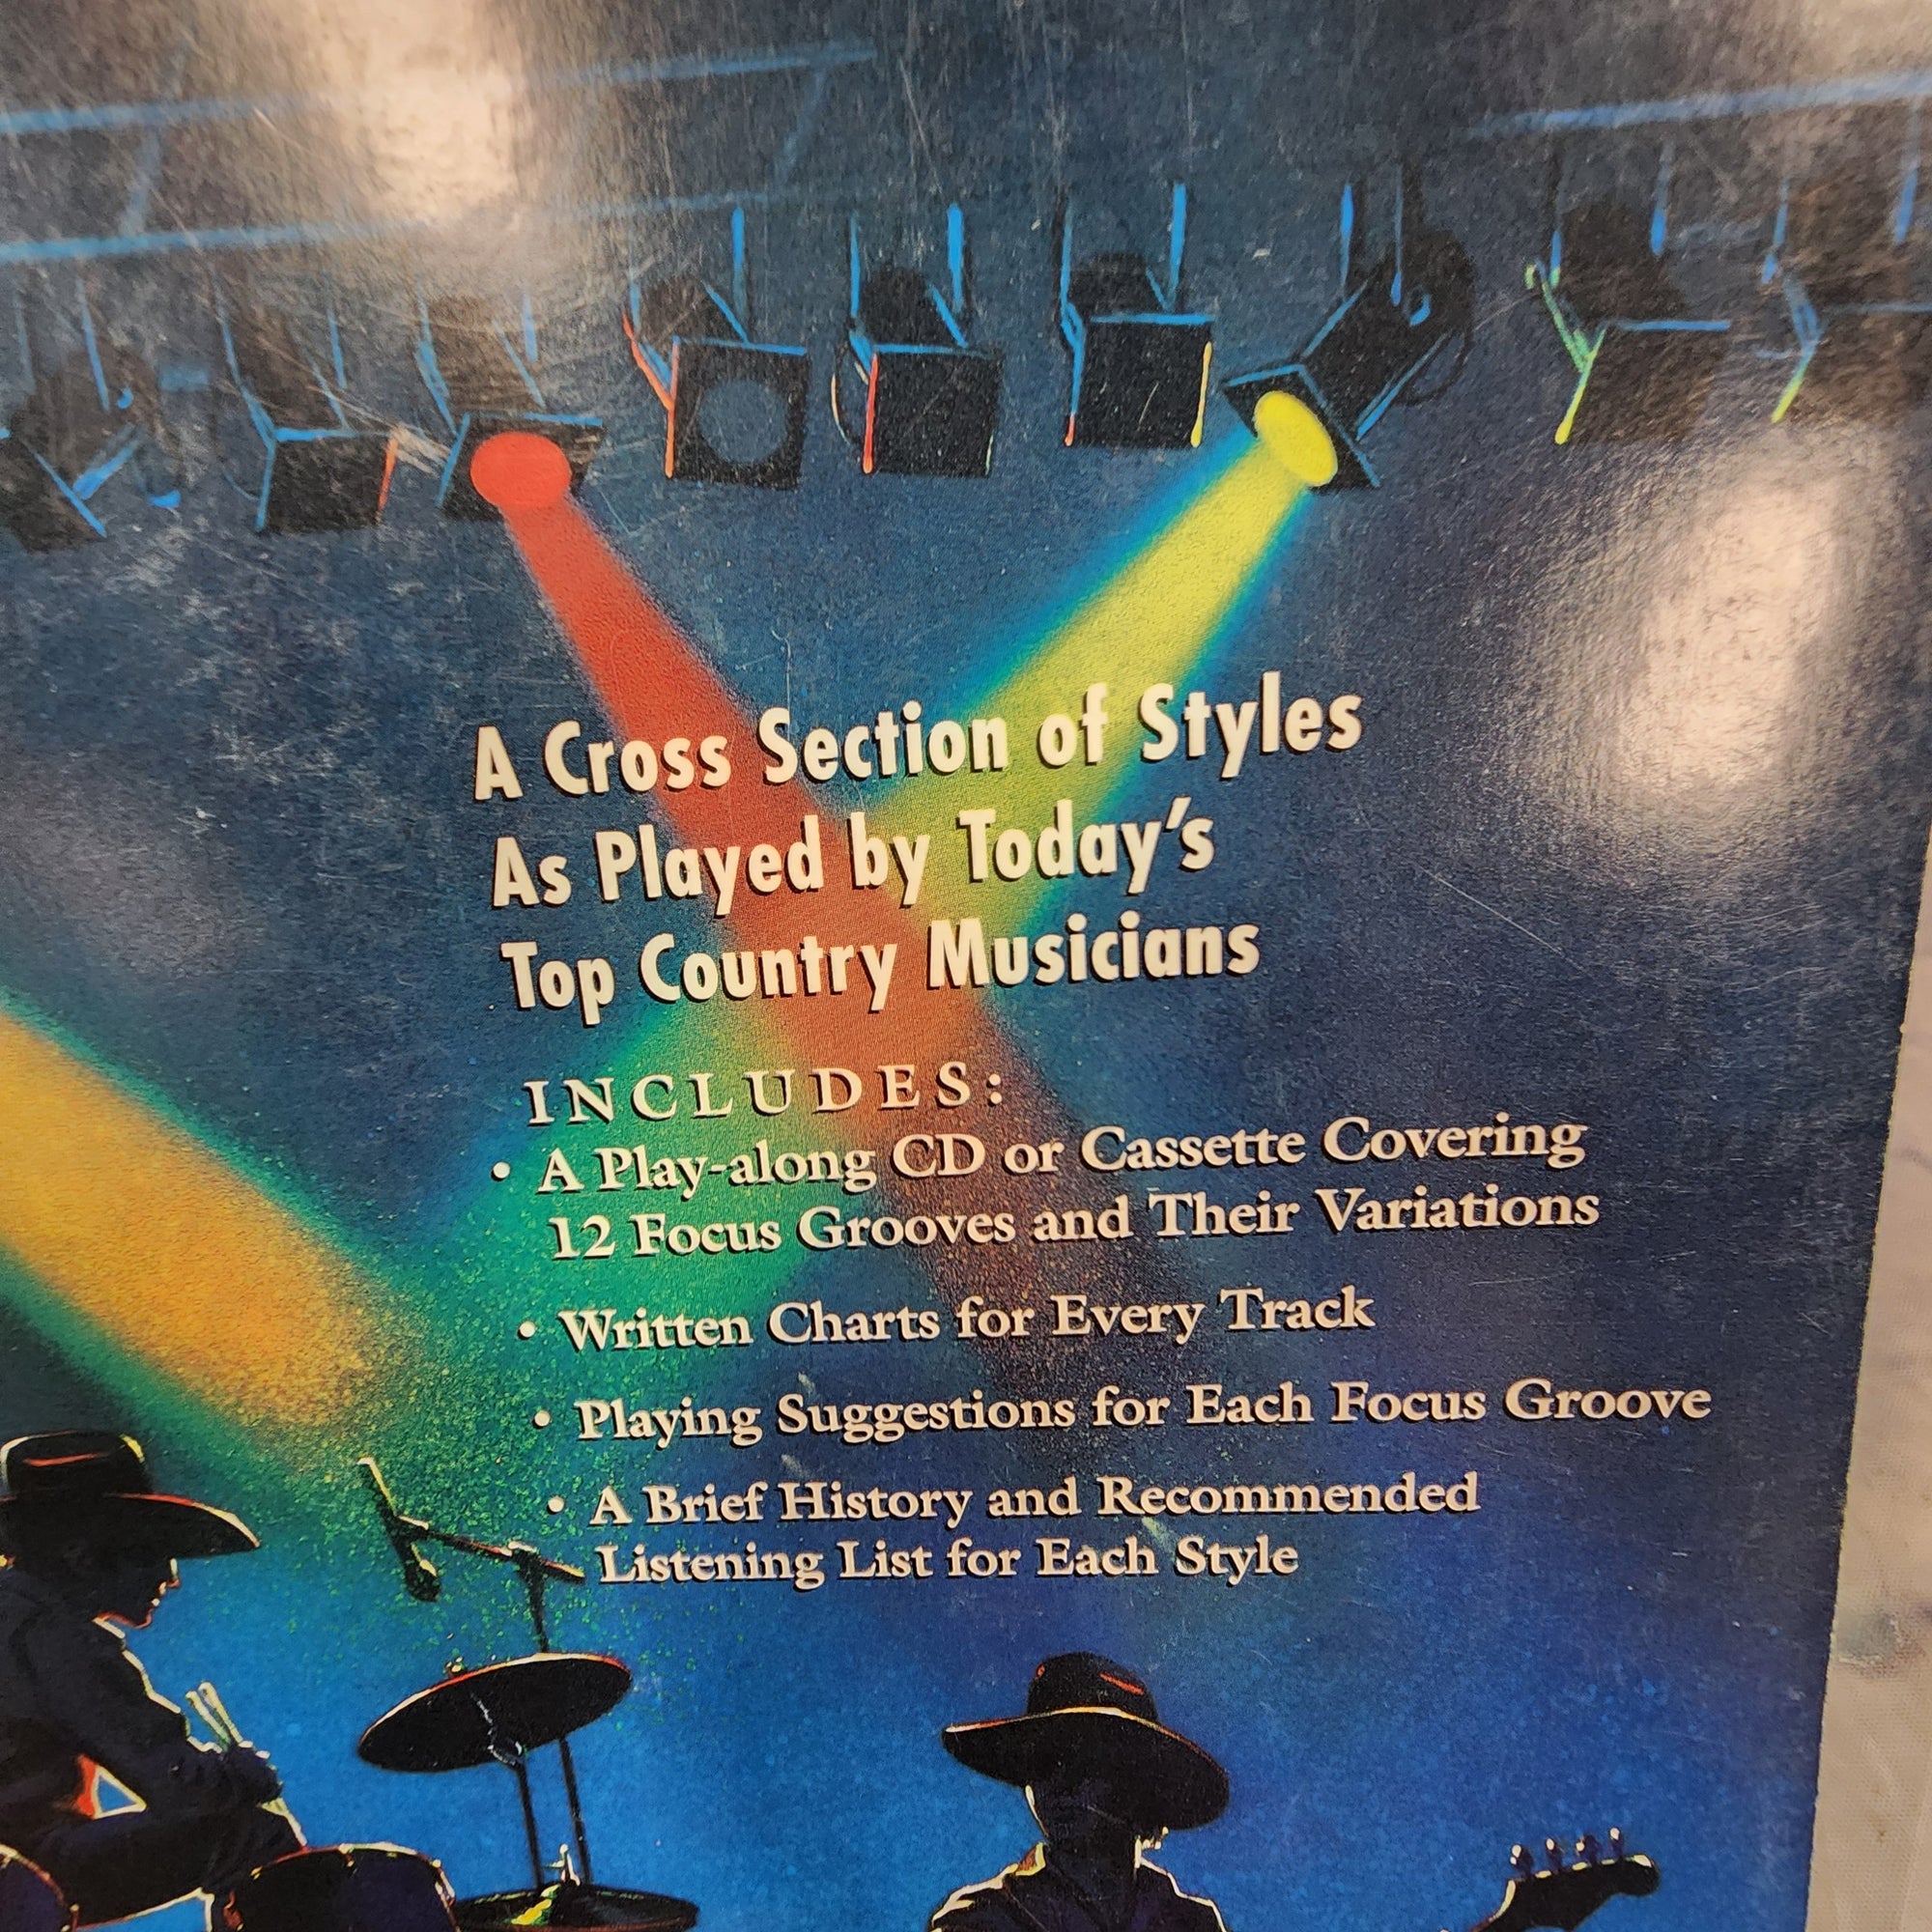 A Cross Section of Styles
As Played by Today's
Top Country Musicians
INCLUDES:
• A Play-along CD or Cassette Covering
12 Focus Grooves and Their Variations
• Written Charts for Every Track
• Playing Suggestions for Each Focus Groove
• A Brief History and Recommended
Listening List for Each Style